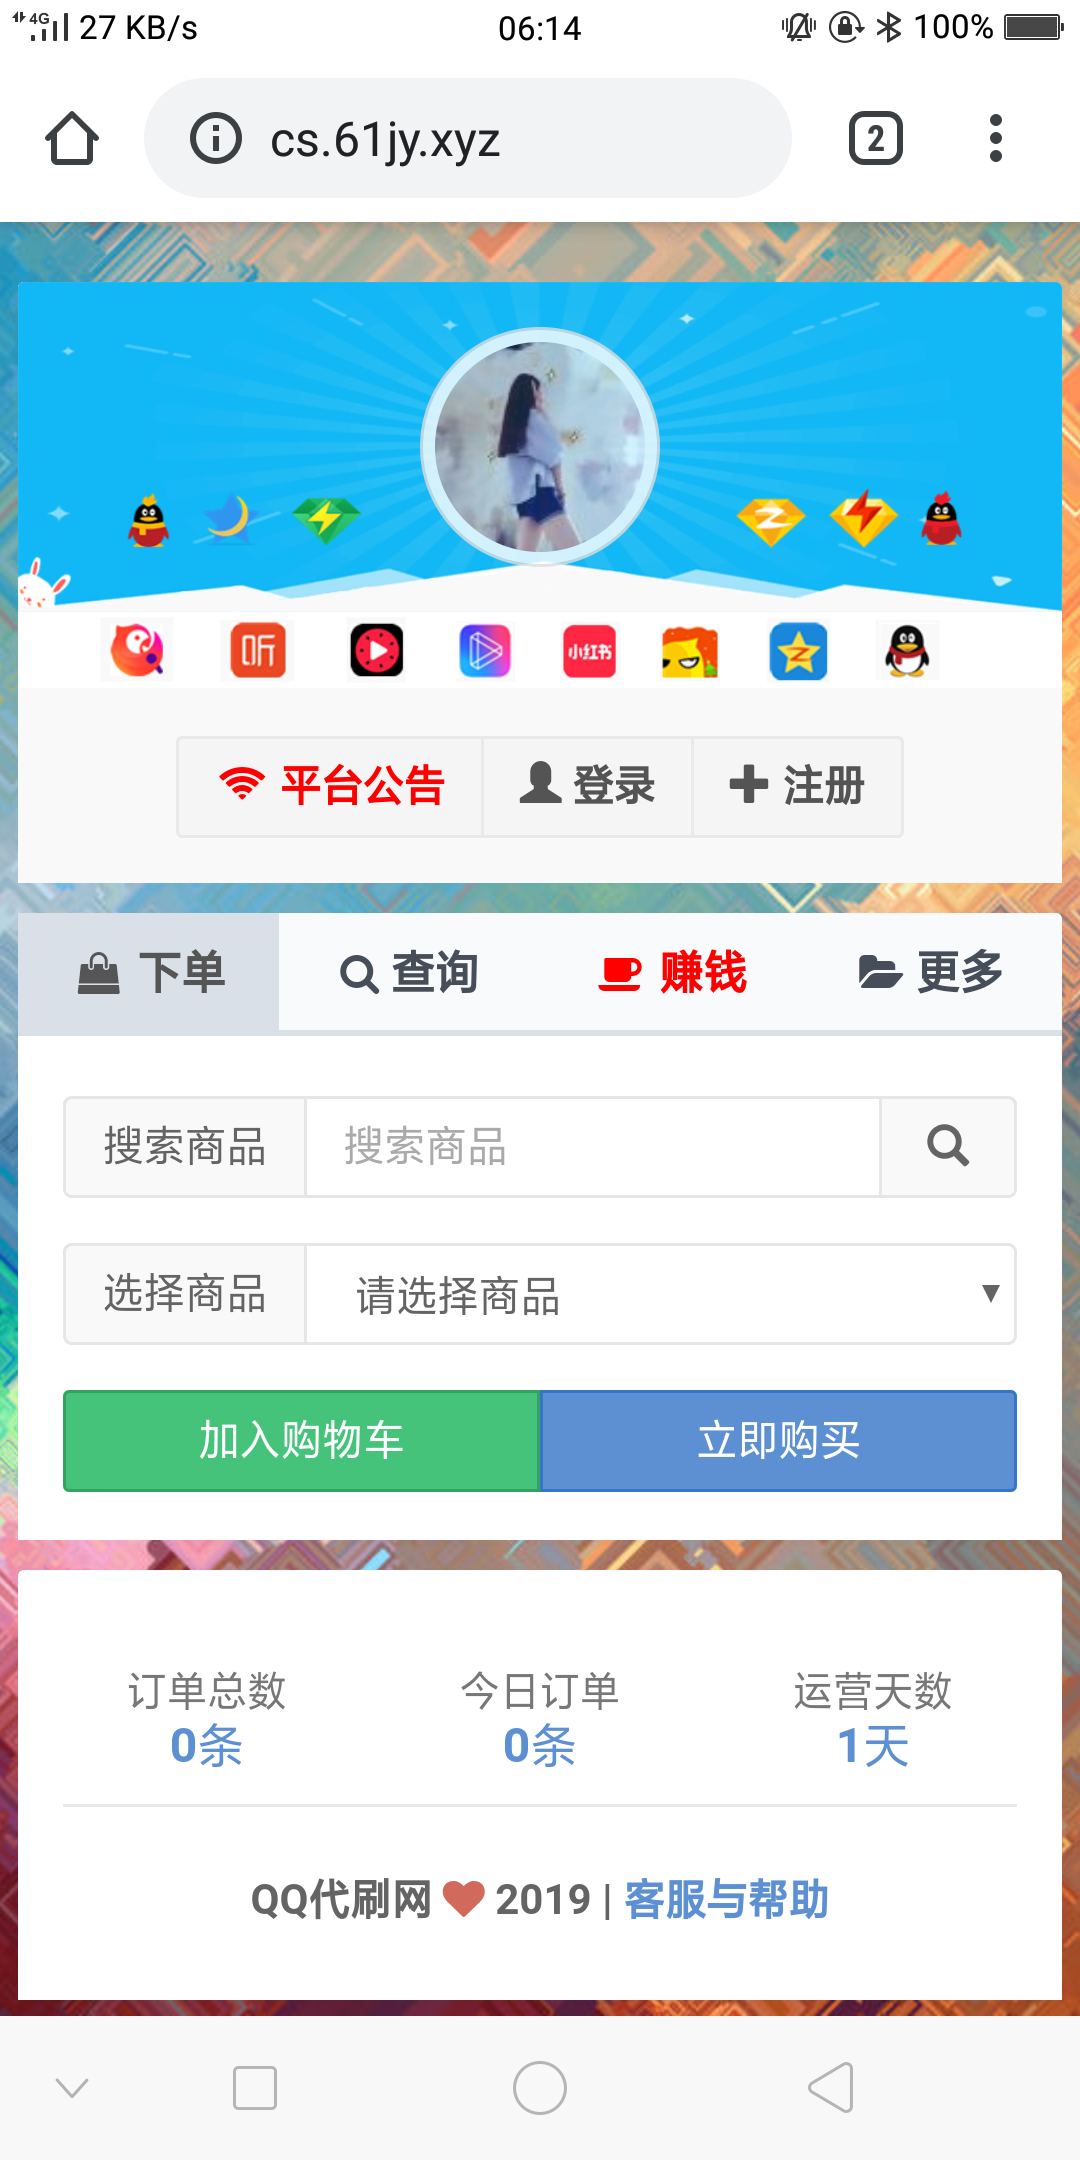 4G 27 KB/s 06:14 100%
cs.61jy.xyz 2
听 小红书
平台公告 登录 注册
下单 查询 赚钱 更多
搜索商品 搜索商品
选择商品 请选择商品
加入购物车 立即购买
订单总数 今日订单 运营天数
0条 0条 1天
QQ代刷网 2019 | 客服与帮助